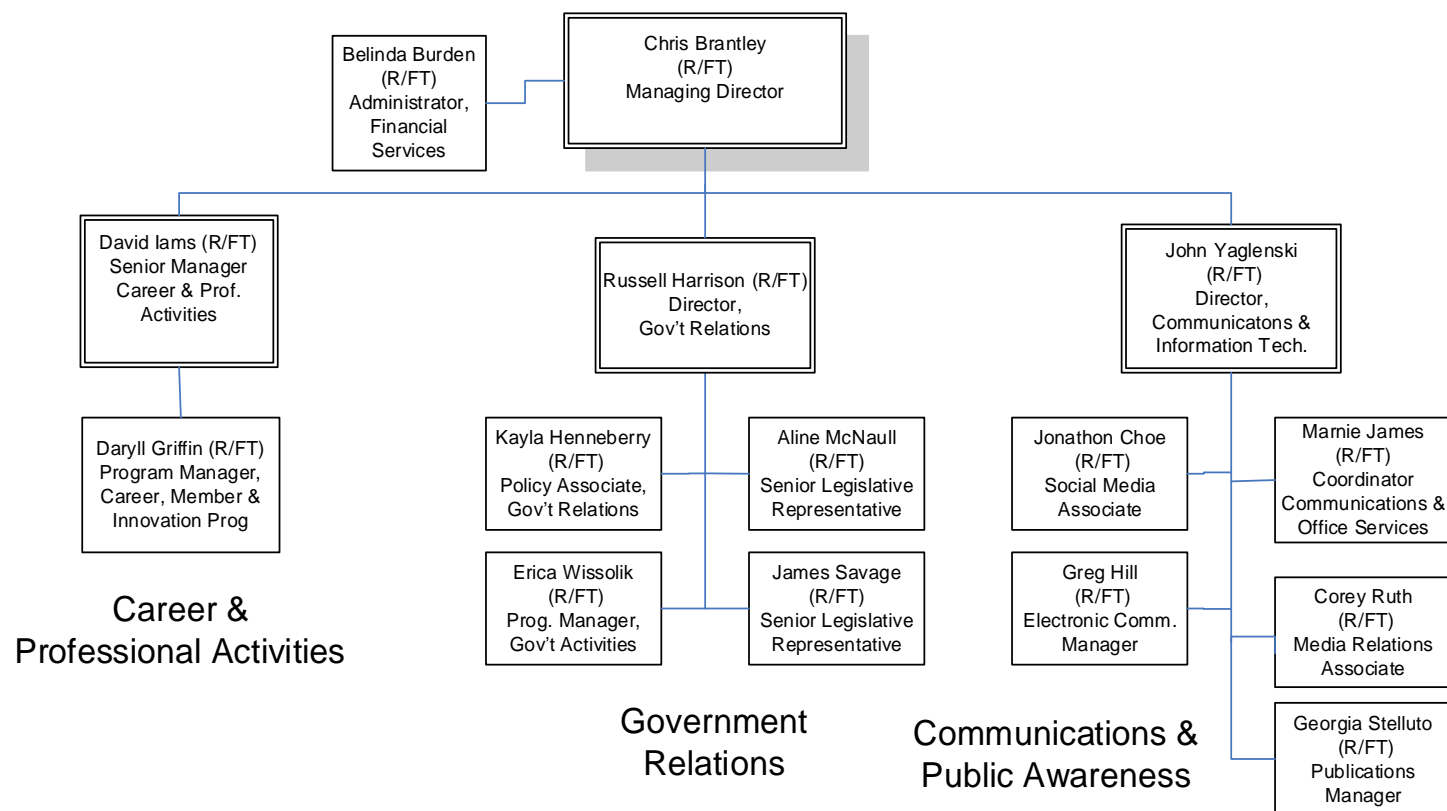 Belinda Burden
(R/FT)
Administrator,
Financial
Services
Chris Brantley
(R/FT)
Managing Director
David Iams (R/FT)
Senior Manager
Career & Prof.
Activities
Russell Harrison (R/FT)
Director,
Gov't Relations
John Yaglenski
(R/FT)
Director,
Communicatons &
Information Tech.
Daryll Griffin (R/FT)
Program Manager,
Career, Member &
Innovation Prog
Kayla Henneberry
(R/FT)
Policy Associate,
Gov't Relations
Aline McNaull
(R/FT)
Senior Legislative
Representative
Jonathon Choe
(R/FT)
Social Media
Associate
Marnie James
(R/FT)
Coordinator
Communications &
Office Services
Erica Wissolik
(R/FT)
Prog. Manager,
Gov't Activities
James Savage
(R/FT)
Senior Legislative
Representative
Greg Hill
(R/FT)
Electronic Comm.
Manager
Corey Ruth
(R/FT)
Media Relations
Associate
Georgia Stelluto
(R/FT)
Publications
Manager
Career &
Professional Activities
Government
Relations
Communications &
Public Awareness